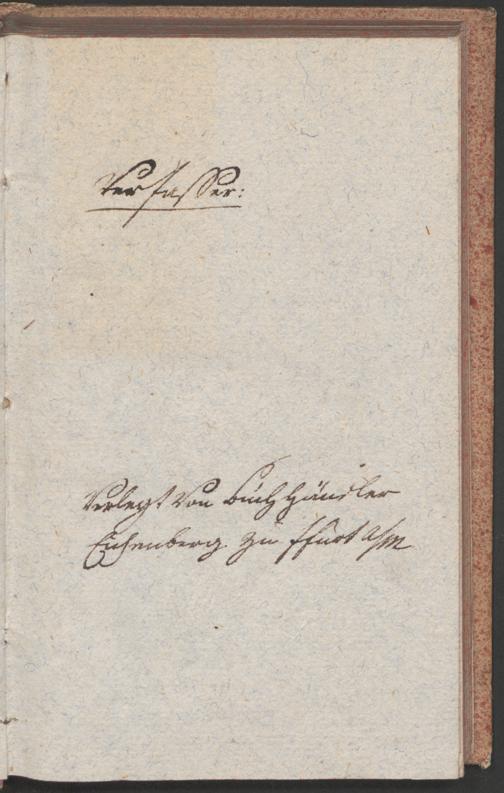 Verfasser:
Verlegt von Buchhändler
Eichenberg zu ffurt a/m